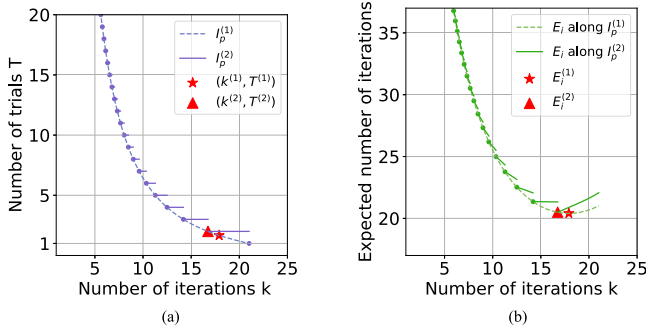 Number of trials T
20
15
10
5
1
I_p^(1)
I_p^(2)
(k^(1), T^(1))
(k^(2), T^(2))
5 10 15 20 25
Number of iterations k
(a)
Expected number of iterations
35
30
25
20
E_i along I_p^(1)
E_i along I_p^(2)
E_i^(1)
E_i^(2)
5 10 15 20 25
Number of iterations k
(b)